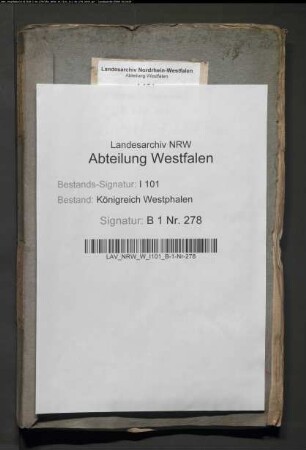 Landesarchiv Nordrhein-Westfalen
Abteilung Westfalen
Landesarchiv NRW
Abteilung Westfalen
Bestands-Signatur: I 101
Bestand: Königreich Westphalen
Signatur: B 1 Nr. 278
LAV_NRW_W_I101_B-1-Nr-278